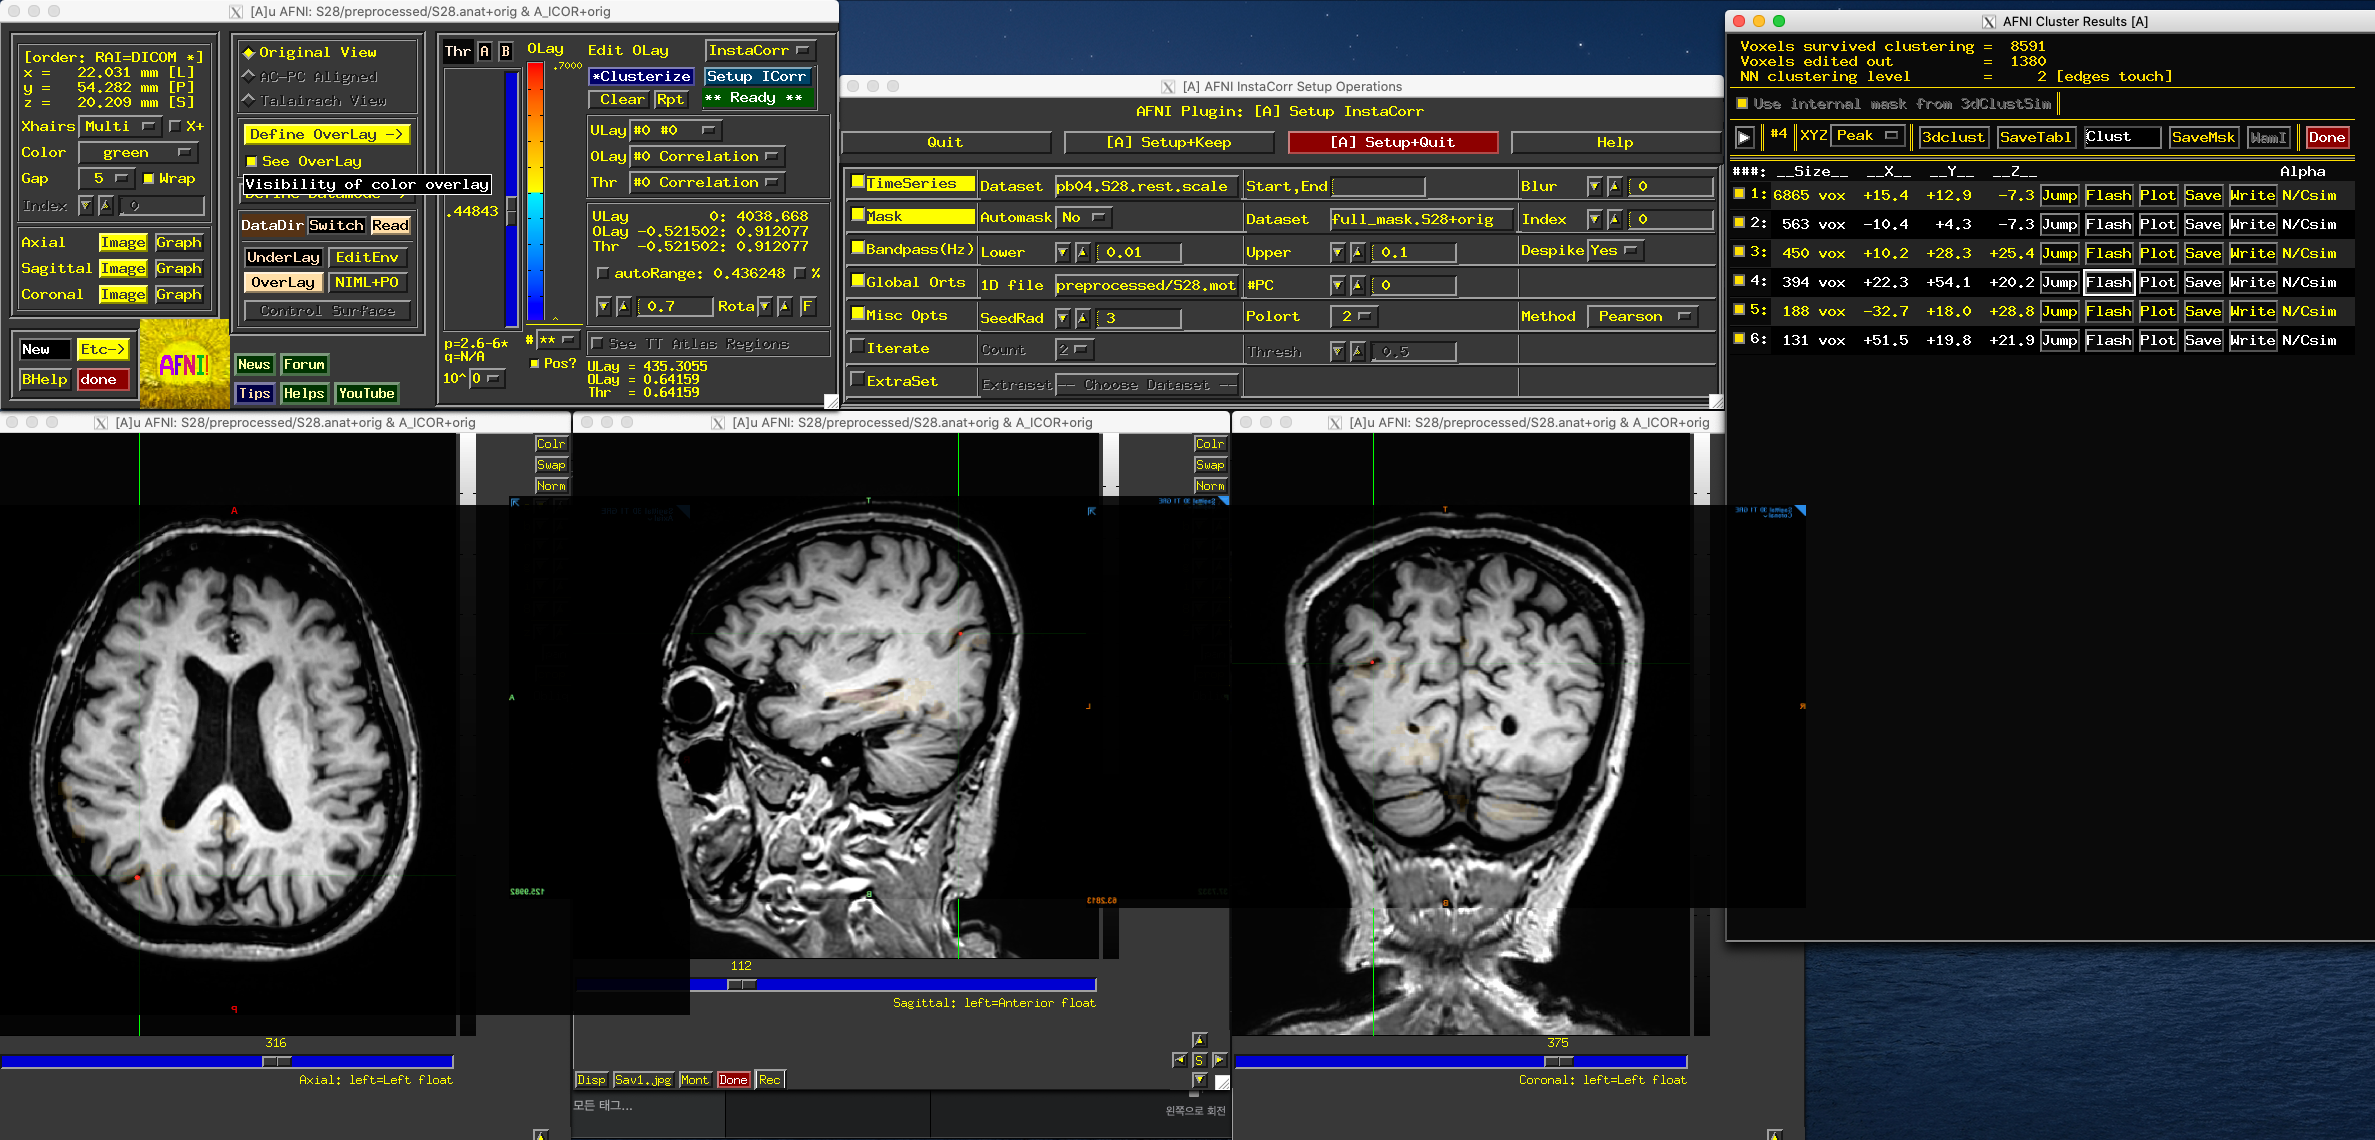 [A]u AFNI: S28/preprocessed/S28.anat+orig & A_ICOR+orig
[order: RAI=DICOM *]
x = 22.031 mm [L]
y = 54.282 mm [P]
z = 20.209 mm [S]
Xhairs Multi X+
Color green
Gap 5 Wrap
Index 0
Axial Image Graph
Sagittal Image Graph
Coronal Image Graph
New Etc->
BHelp done
AFNI!
Original View
AC-PC Aligned
Talairach View
Define OverLay ->
See OverLay
Visibility of color overlay
DataDir Switch Read
UnderLay EditEnv
OverLay NIML+PO
Control Surface
News Forum
Tips Helps YouTube
Thr A B OLay
.7000
.44843
p=2.6-6*
q=N/A
10^ 0
# **
Pos?
Edit OLay InstaCorr
*Clusterize Setup ICorr
Clear Rpt ** Ready **
ULay #0 #0
OLay #0 Correlation
Thr #0 Correlation
ULay 0: 4038.668
OLay -0.521502: 0.912077
Thr -0.521502: 0.912077
autoRange: 0.436248 %
0.7 Rota F
See TT Atlas Regions
ULay = 435.3055
OLay = 0.64159
Thr = 0.64159
[A] AFNI InstaCorr Setup Operations
AFNI Plugin: [A] Setup InstaCorr
Quit [A] Setup+Keep [A] Setup+Quit Help
TimeSeries Dataset pb04.S28.rest.scale Start,End Blur 0
Mask Automask No Dataset full_mask.S28+orig Index 0
Bandpass(Hz) Lower 0.01 Upper 0.1 Despike Yes
Global Orts 1D file preprocessed/S28.mot #PC 0
Misc Opts SeedRad 3 Polort 2 Method Pearson
Iterate Count 2 Thresh 0.5
ExtraSet Extraset -- Choose Dataset --
AFNI Cluster Results [A]
Voxels survived clustering = 8591
Voxels edited out = 1380
NN clustering level = 2 [edges touch]
Use internal mask from 3dClustSim
#4 XYZ Peak 3dclust SaveTabl Clust SaveMsk WamI Done
###: __Size__ __X__ __Y__ __Z__ Alpha
1: 6865 vox +15.4 +12.9 -7.3 Jump Flash Plot Save Write N/Csim
2: 563 vox -10.4 +4.3 -7.3 Jump Flash Plot Save Write N/Csim
3: 450 vox +10.2 +28.3 +25.4 Jump Flash Plot Save Write N/Csim
4: 394 vox +22.3 +54.1 +20.2 Jump Flash Plot Save Write N/Csim
5: 188 vox -32.7 +18.0 +28.8 Jump Flash Plot Save Write N/Csim
6: 131 vox +51.5 +19.8 +21.9 Jump Flash Plot Save Write N/Csim
[A]u AFNI: S28/preprocessed/S28.anat+orig & A_ICOR+orig
Colr
Swap
Norm
A
P
316
Axial: left=Left float
[A]u AFNI: S28/preprocessed/S28.anat+orig & A_ICOR+orig
Colr
Swap
Norm
T
A
L
B
125.9982
63.2813
112
Sagittal: left=Anterior float
S
Disp Sav1.jpg Mont Done Rec
모든 태그...
왼쪽으로 회전
[A]u AFNI: S28/preprocessed/S28.anat+orig & A_ICOR+orig
T
R
B
375
Coronal: left=Left float